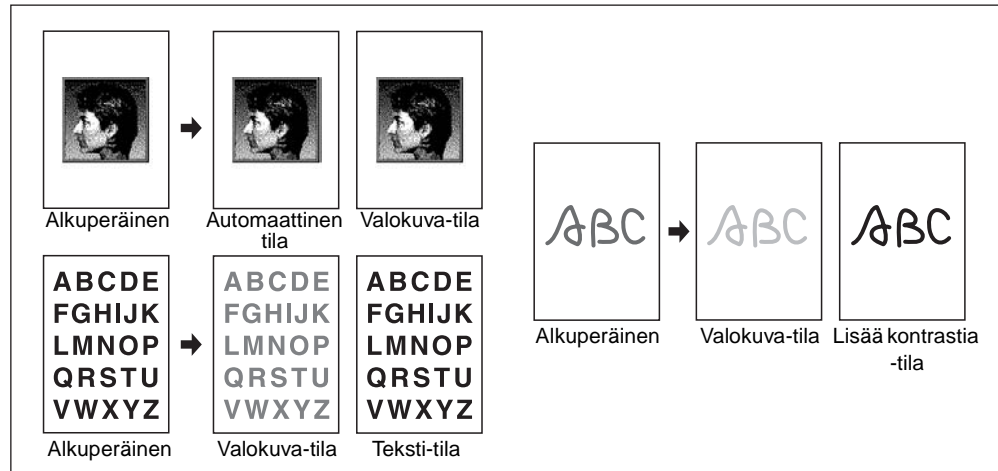 Alkuperäinen
Automaattinen
tila
Valokuva-tila
ABCDE
FGHIJK
LMNOP
QRSTU
VWXYZ
Alkuperäinen
ABCDE
FGHIJK
LMNOP
QRSTU
VWXYZ
Valokuva-tila
ABCDE
FGHIJK
LMNOP
QRSTU
VWXYZ
Teksti-tila
ABC
Alkuperäinen
ABC
Valokuva-tila
ABC
Lisää kontrastia
-tila